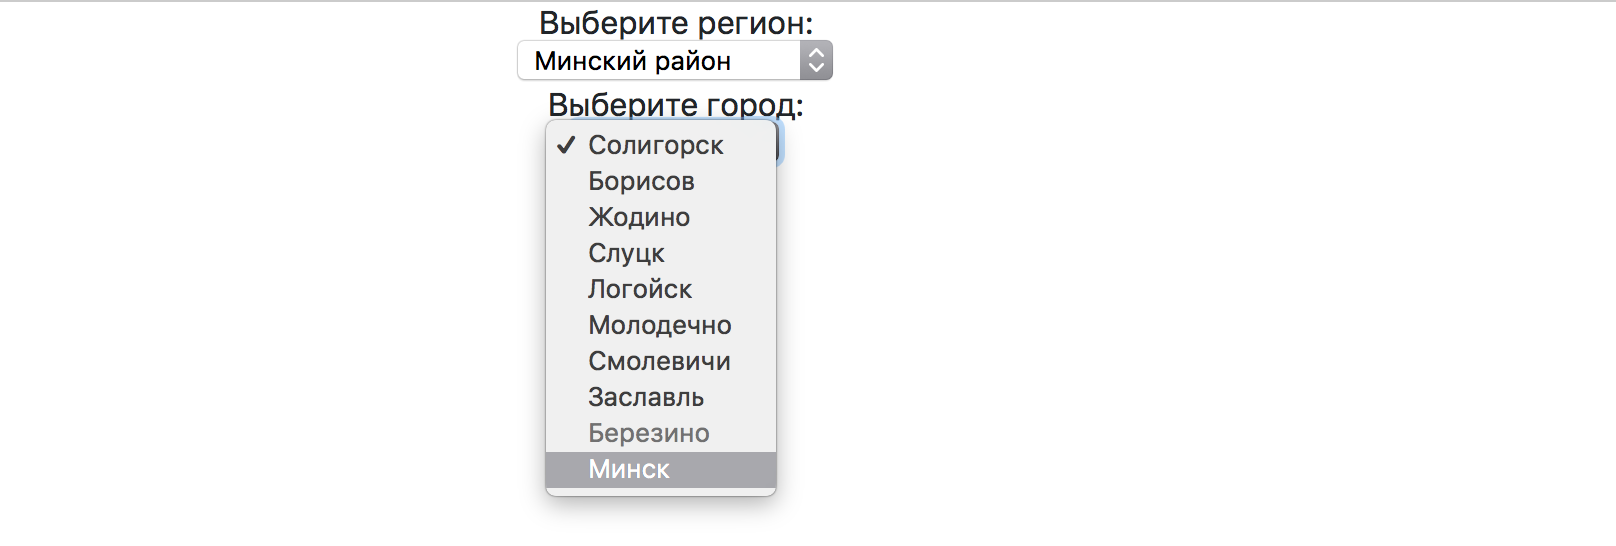 Выберите регион:
Минский район
Выберите город:
✓ Солигорск
Борисов
Жодино
Слуцк
Логойск
Молодечно
Смолевичи
Заславль
Березино
Минск